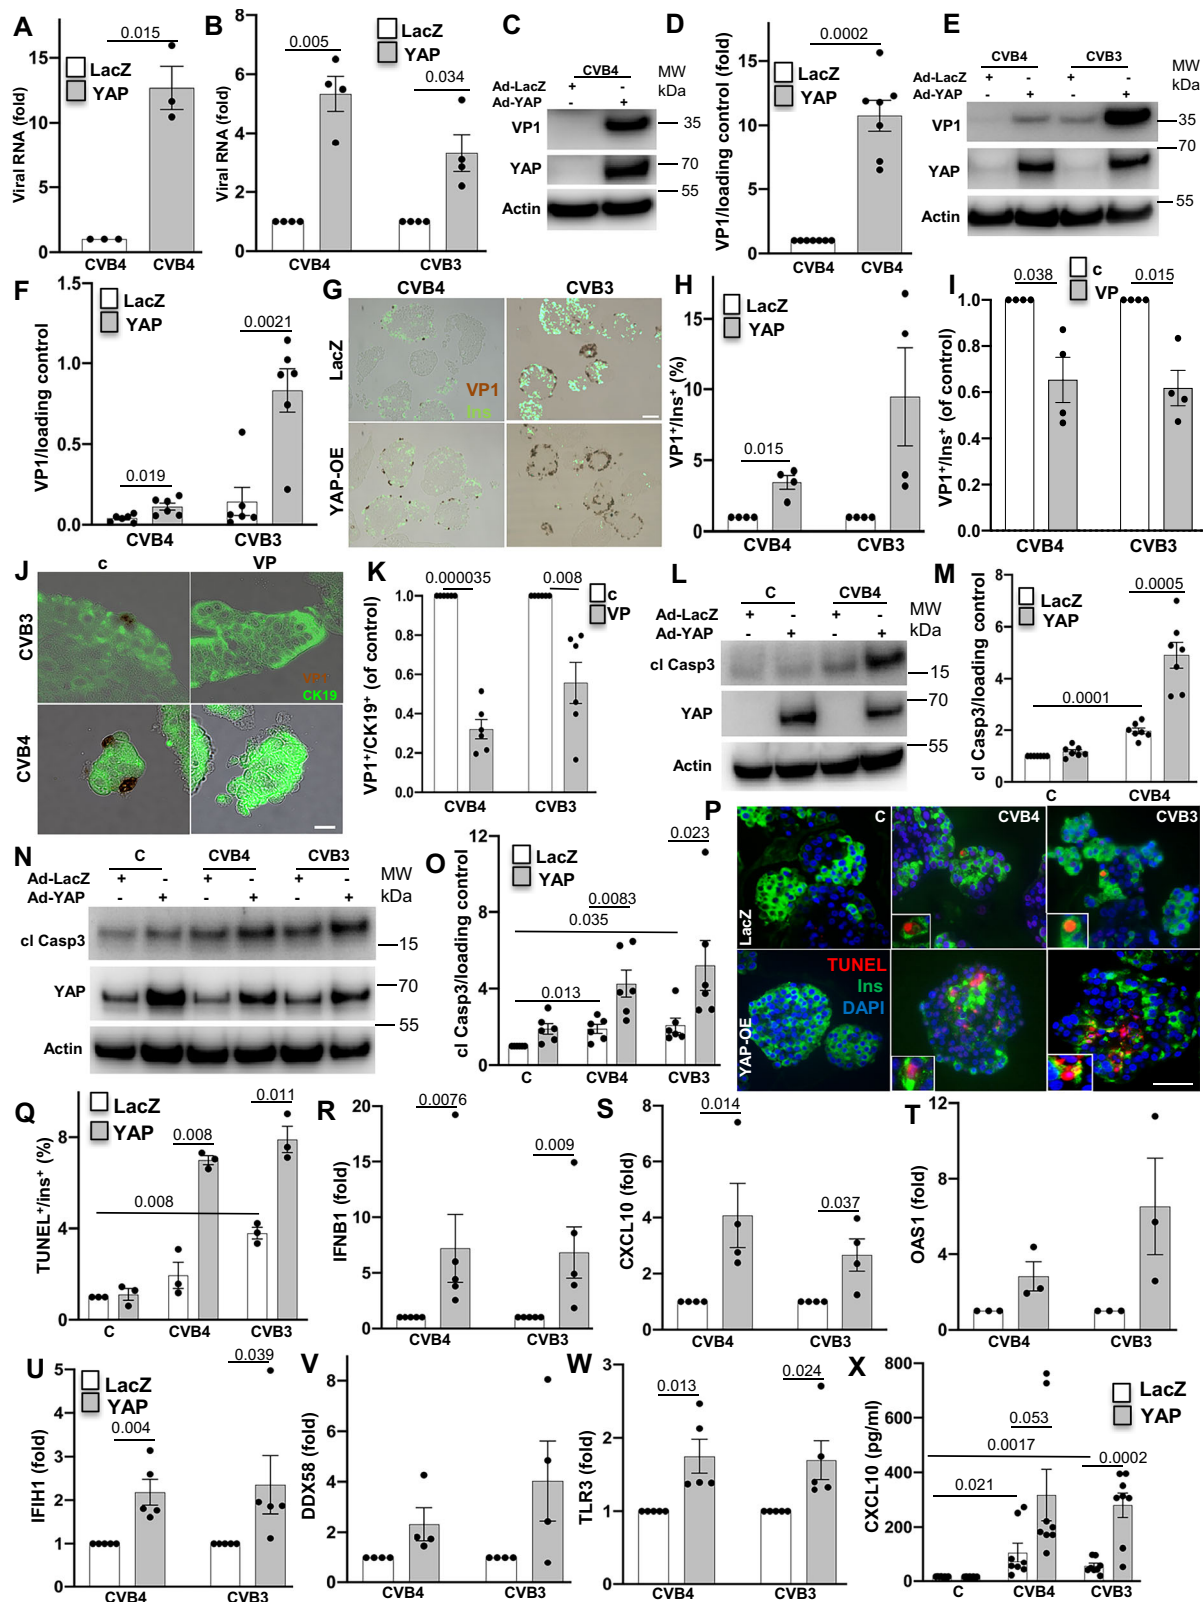 A
Viral RNA (fold)
15
10
5
0
0.015
LacZ
YAP
CVB4 CVB4
B
Viral RNA (fold)
8
6
4
2
0
0.005
0.034
LacZ
YAP
CVB4 CVB3
C
CVB4
MW
kDa
Ad-LacZ + -
Ad-YAP - +
VP1
35
YAP
70
55
Actin
D
VP1/loading control (fold)
15
10
5
0
0.0002
LacZ
YAP
CVB4
E
CVB4 CVB3
MW
kDa
Ad-LacZ + - + -
Ad-YAP - + - +
VP1
35
70
YAP
55
Actin
F
VP1/loading control
1.5
1.0
0.5
0.0
LacZ
YAP
0.0021
0.019
CVB4 CVB3
G
CVB4 CVB3
LacZ
VP1
Ins
YAP-OE
H
VP1+/Ins+ (%)
15
10
5
0
LacZ
YAP
0.015
CVB4 CVB3
I
VP1+/Ins+ (of control)
1.0
0.8
0.6
0.4
0.2
0.0
0.038
0.015
c
VP
CVB4 CVB3
J
c VP
CVB3
VP1
CK19
CVB4
K
VP1+/CK19+ (of control)
1.0
0.8
0.6
0.4
0.2
0.0
0.000035
0.008
c
VP
CVB4 CVB3
L
C CVB4
MW
kDa
Ad-LacZ + - + -
Ad-YAP - + - +
cl Casp3
15
70
YAP
55
Actin
M
cl Casp3/loading control
8
6
4
2
0
LacZ
YAP
0.0005
0.0001
C CVB4
N
C CVB4 CVB3
MW
kDa
Ad-LacZ + - + - + -
Ad-YAP - + - + - +
cl Casp3
15
70
YAP
55
Actin
O
cl Casp3/loading control
12
8
4
0
LacZ
YAP
0.023
0.0083
0.035
0.013
C CVB4 CVB3
P
C CVB4 CVB3
LacZ
YAP-OE
TUNEL
Ins
DAPI
Q
TUNEL+/ins+ (%)
8
4
0
LacZ
YAP
0.011
0.008
0.008
C CVB4 CVB3
R
IFNB1 (fold)
20
15
10
5
0
0.0076
0.009
CVB4 CVB3
S
CXCL10 (fold)
8
6
4
2
0
0.014
0.037
CVB4 CVB3
T
OAS1 (fold)
12
8
4
0
CVB4 CVB3
U
IFIH1 (fold)
5
4
3
2
1
0
LacZ
YAP
0.004
0.039
CVB4 CVB3
V
DDX58 (fold)
8
6
4
2
0
CVB4 CVB3
W
TLR3 (fold)
3
2
1
0
0.013
0.024
CVB4 CVB3
X
CXCL10 (pg/ml)
800
600
400
200
0
LacZ
YAP
0.053
0.0017
0.021
0.0002
C CVB4 CVB3